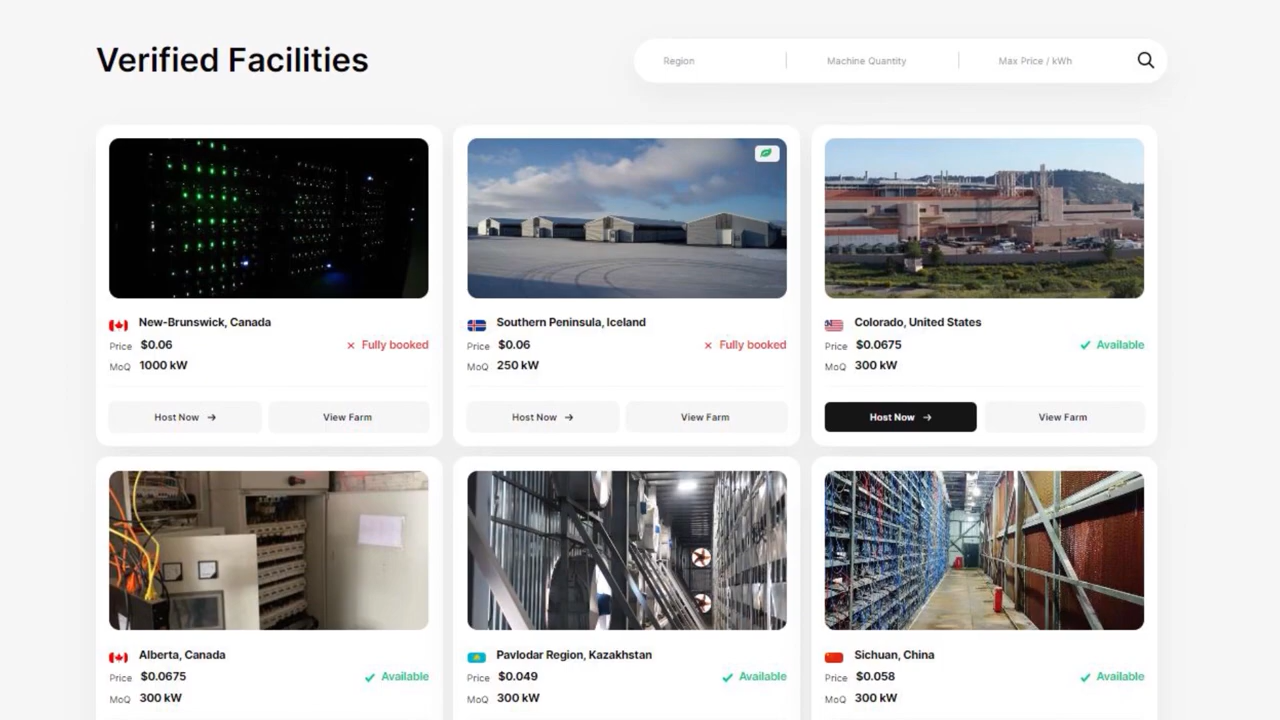 Verified Facilities
Region
Machine Quantity
Max Price / kWh
New-Brunswick, Canada
Price $0.06
Fully booked
MoQ 1000 kW
Host Now
View Farm
Southern Peninsula, Iceland
Price $0.06
Fully booked
MoQ 250 kW
Host Now
View Farm
Colorado, United States
Price $0.0675
Available
MoQ 300 kW
Host Now
View Farm
Alberta, Canada
Price $0.0675
Available
MoQ 300 kW
Pavlodar Region, Kazakhstan
Price $0.049
Available
MoQ 300 kW
Sichuan, China
Price $0.058
Available
MoQ 300 kW